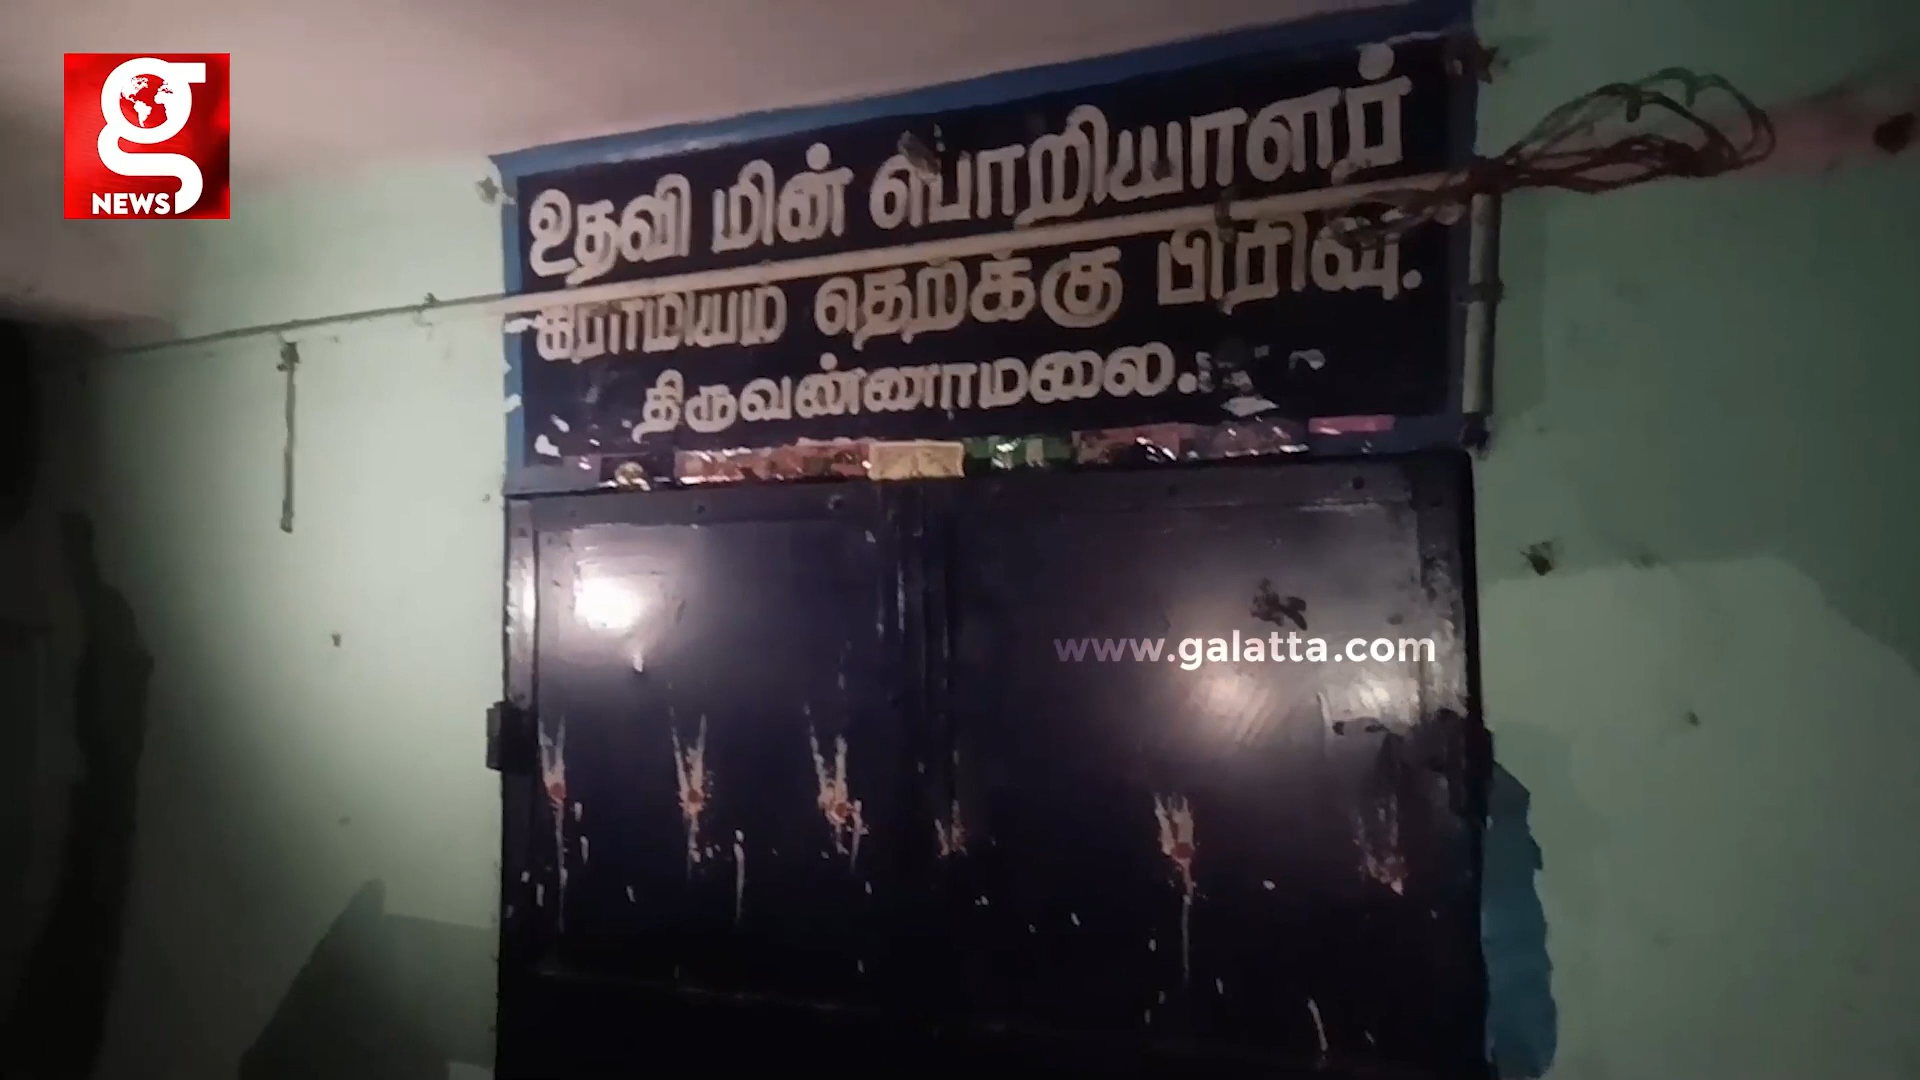 g
NEWS
உதவி மின் பொறியாளர்
கிராமியம் தெற்க்கு பிரிவு.
திருவண்ணாமலை.
www.galatta.com